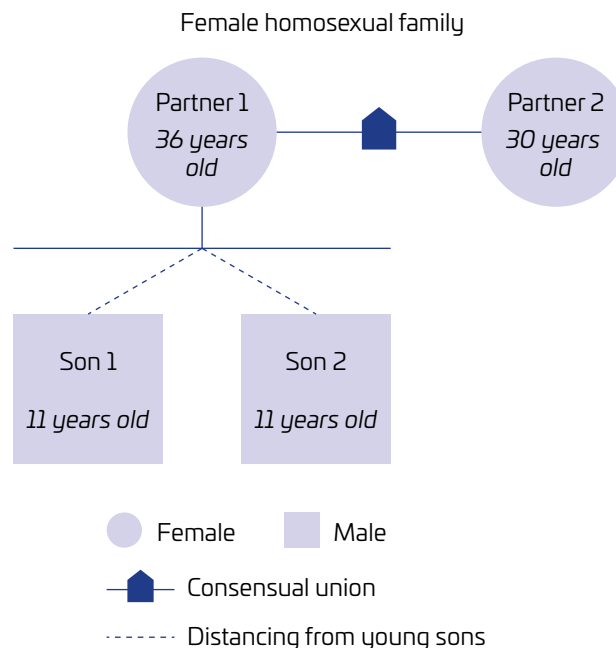 Female homosexual family
Partner 1
36 years
old
Partner 2
30 years
old
Son 1
11 years old
Son 2
11 years old
Female
Male
Consensual union
Distancing from young sons